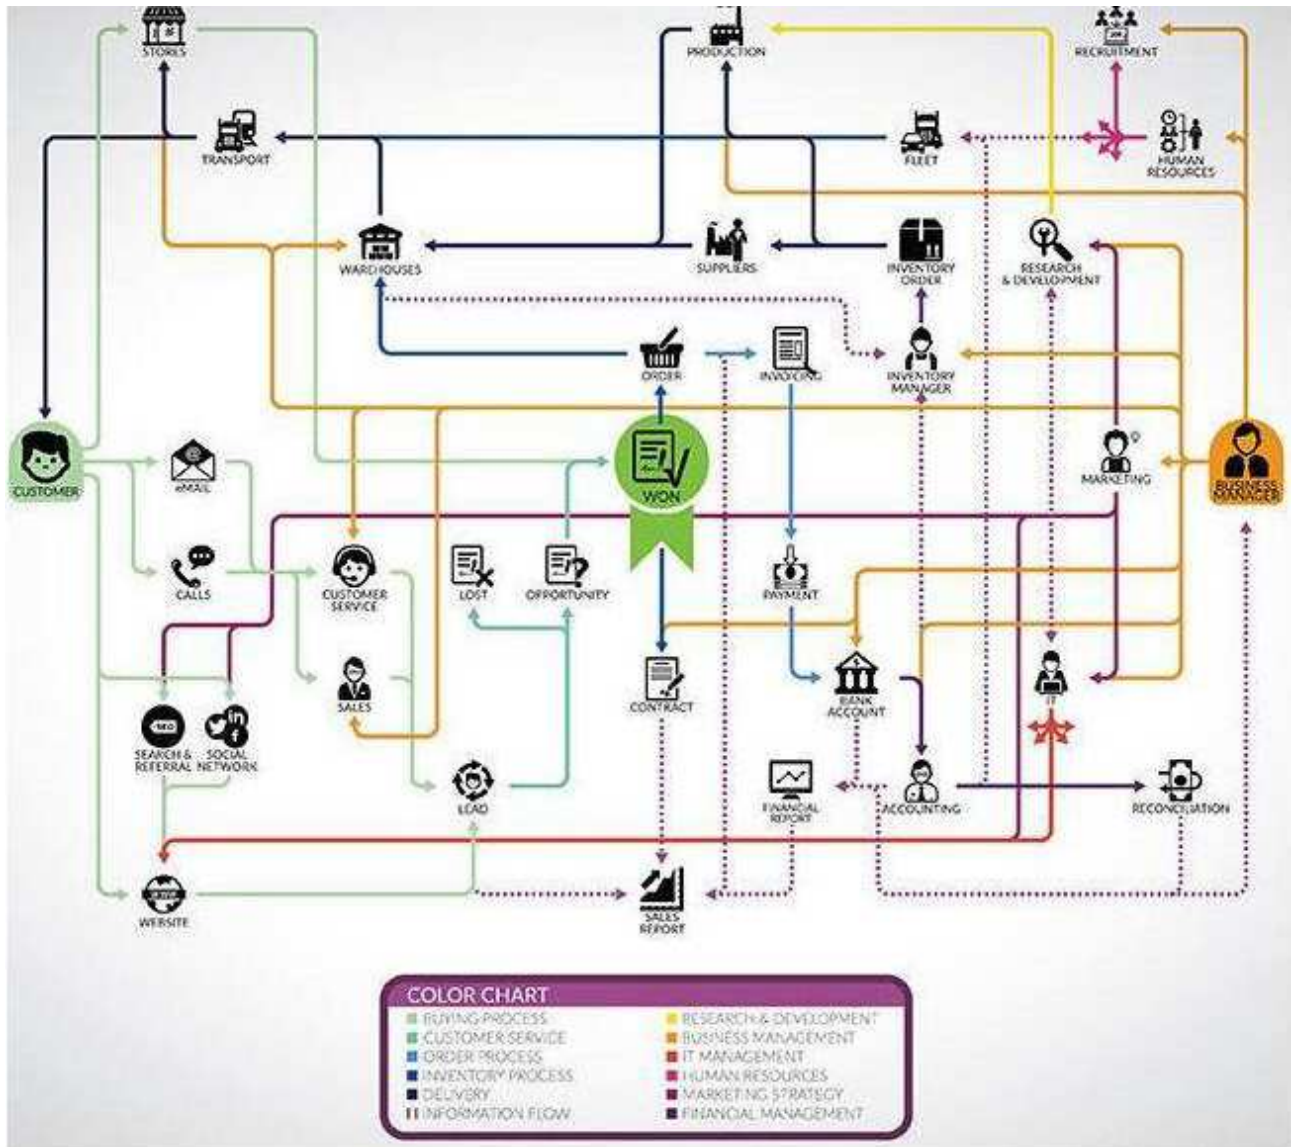 STORES
PRODUCTION
RECRUITMENT
TRANSPORT
FLEET
HUMAN
RESOURCES
WAREHOUSES
SUPPLIERS
INVENTORY
ORDER
RESEARCH
& DEVELOPMENT
ORDER
INVOICING
INVENTORY
MANAGER
CUSTOMER
eMAIL
WON
MARKETING
BUSINESS
MANAGER
CALLS
CUSTOMER
SERVICE
LOST
OPPORTUNITY
PAYMENT
SALES
CONTRACT
BANK
ACCOUNT
IT
SEO
in
f
SEARCH &
REFERRAL
SOCIAL
NETWORK
LEAD
FINANCIAL
REPORT
ACCOUNTING
RECONCILIATION
WEBSITE
SALES
REPORT
COLOR CHART
BUYING PROCESS
CUSTOMER SERVICE
ORDER PROCESS
INVENTORY PROCESS
DELIVERY
INFORMATION FLOW
RESEARCH & DEVELOPMENT
BUSINESS MANAGEMENT
IT MANAGEMENT
HUMAN RESOURCES
MARKETING STRATEGY
FINANCIAL MANAGEMENT